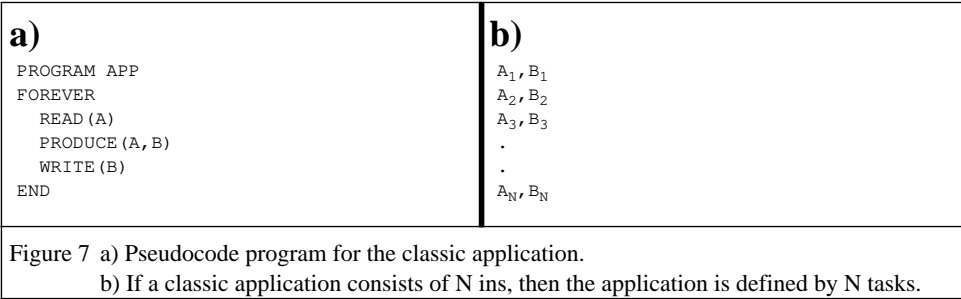 a)
PROGRAM APP
FOREVER
READ(A)
PRODUCE(A,B)
WRITE(B)
END
b)
A1,B1
A2,B2
A3,B3
.
.
AN,BN
Figure 7 a) Pseudocode program for the classic application.
b) If a classic application consists of N ins, then the application is defined by N tasks.